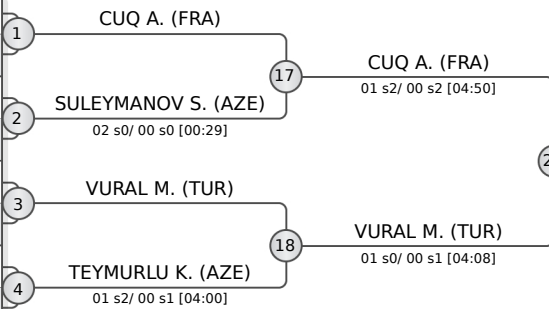 1
CUQ A. (FRA)
17
CUQ A. (FRA)
01 s2/ 00 s2 [04:50]
2
SULEYMANOV S. (AZE)
02 s0/ 00 s0 [00:29]
3
VURAL M. (TUR)
18
VURAL M. (TUR)
01 s0/ 00 s1 [04:08]
4
TEYMURLU K. (AZE)
01 s2/ 00 s1 [04:00]